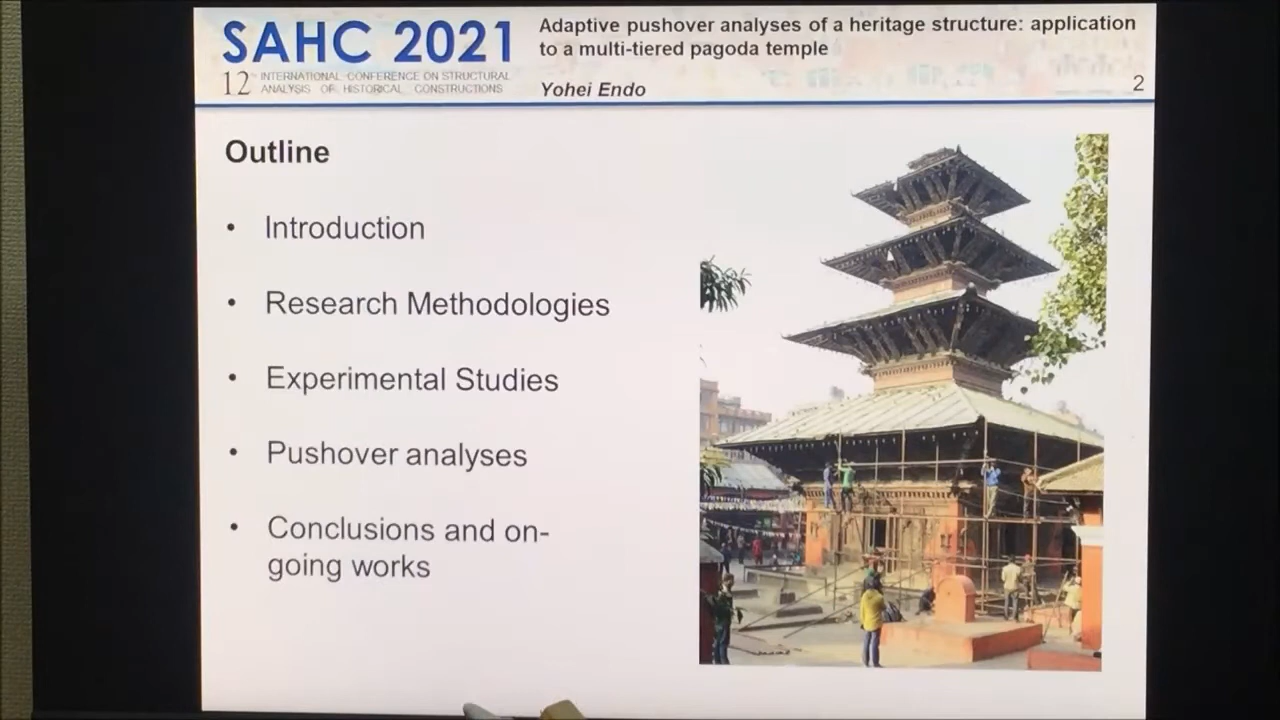 SAHC 2021
12th INTERNATIONAL CONFERENCE ON STRUCTURAL
ANALYSIS OF HISTORICAL CONSTRUCTIONS
Adaptive pushover analyses of a heritage structure: application
to a multi-tiered pagoda temple
Yohei Endo
2
Outline
• Introduction
• Research Methodologies
• Experimental Studies
• Pushover analyses
• Conclusions and on-
going works